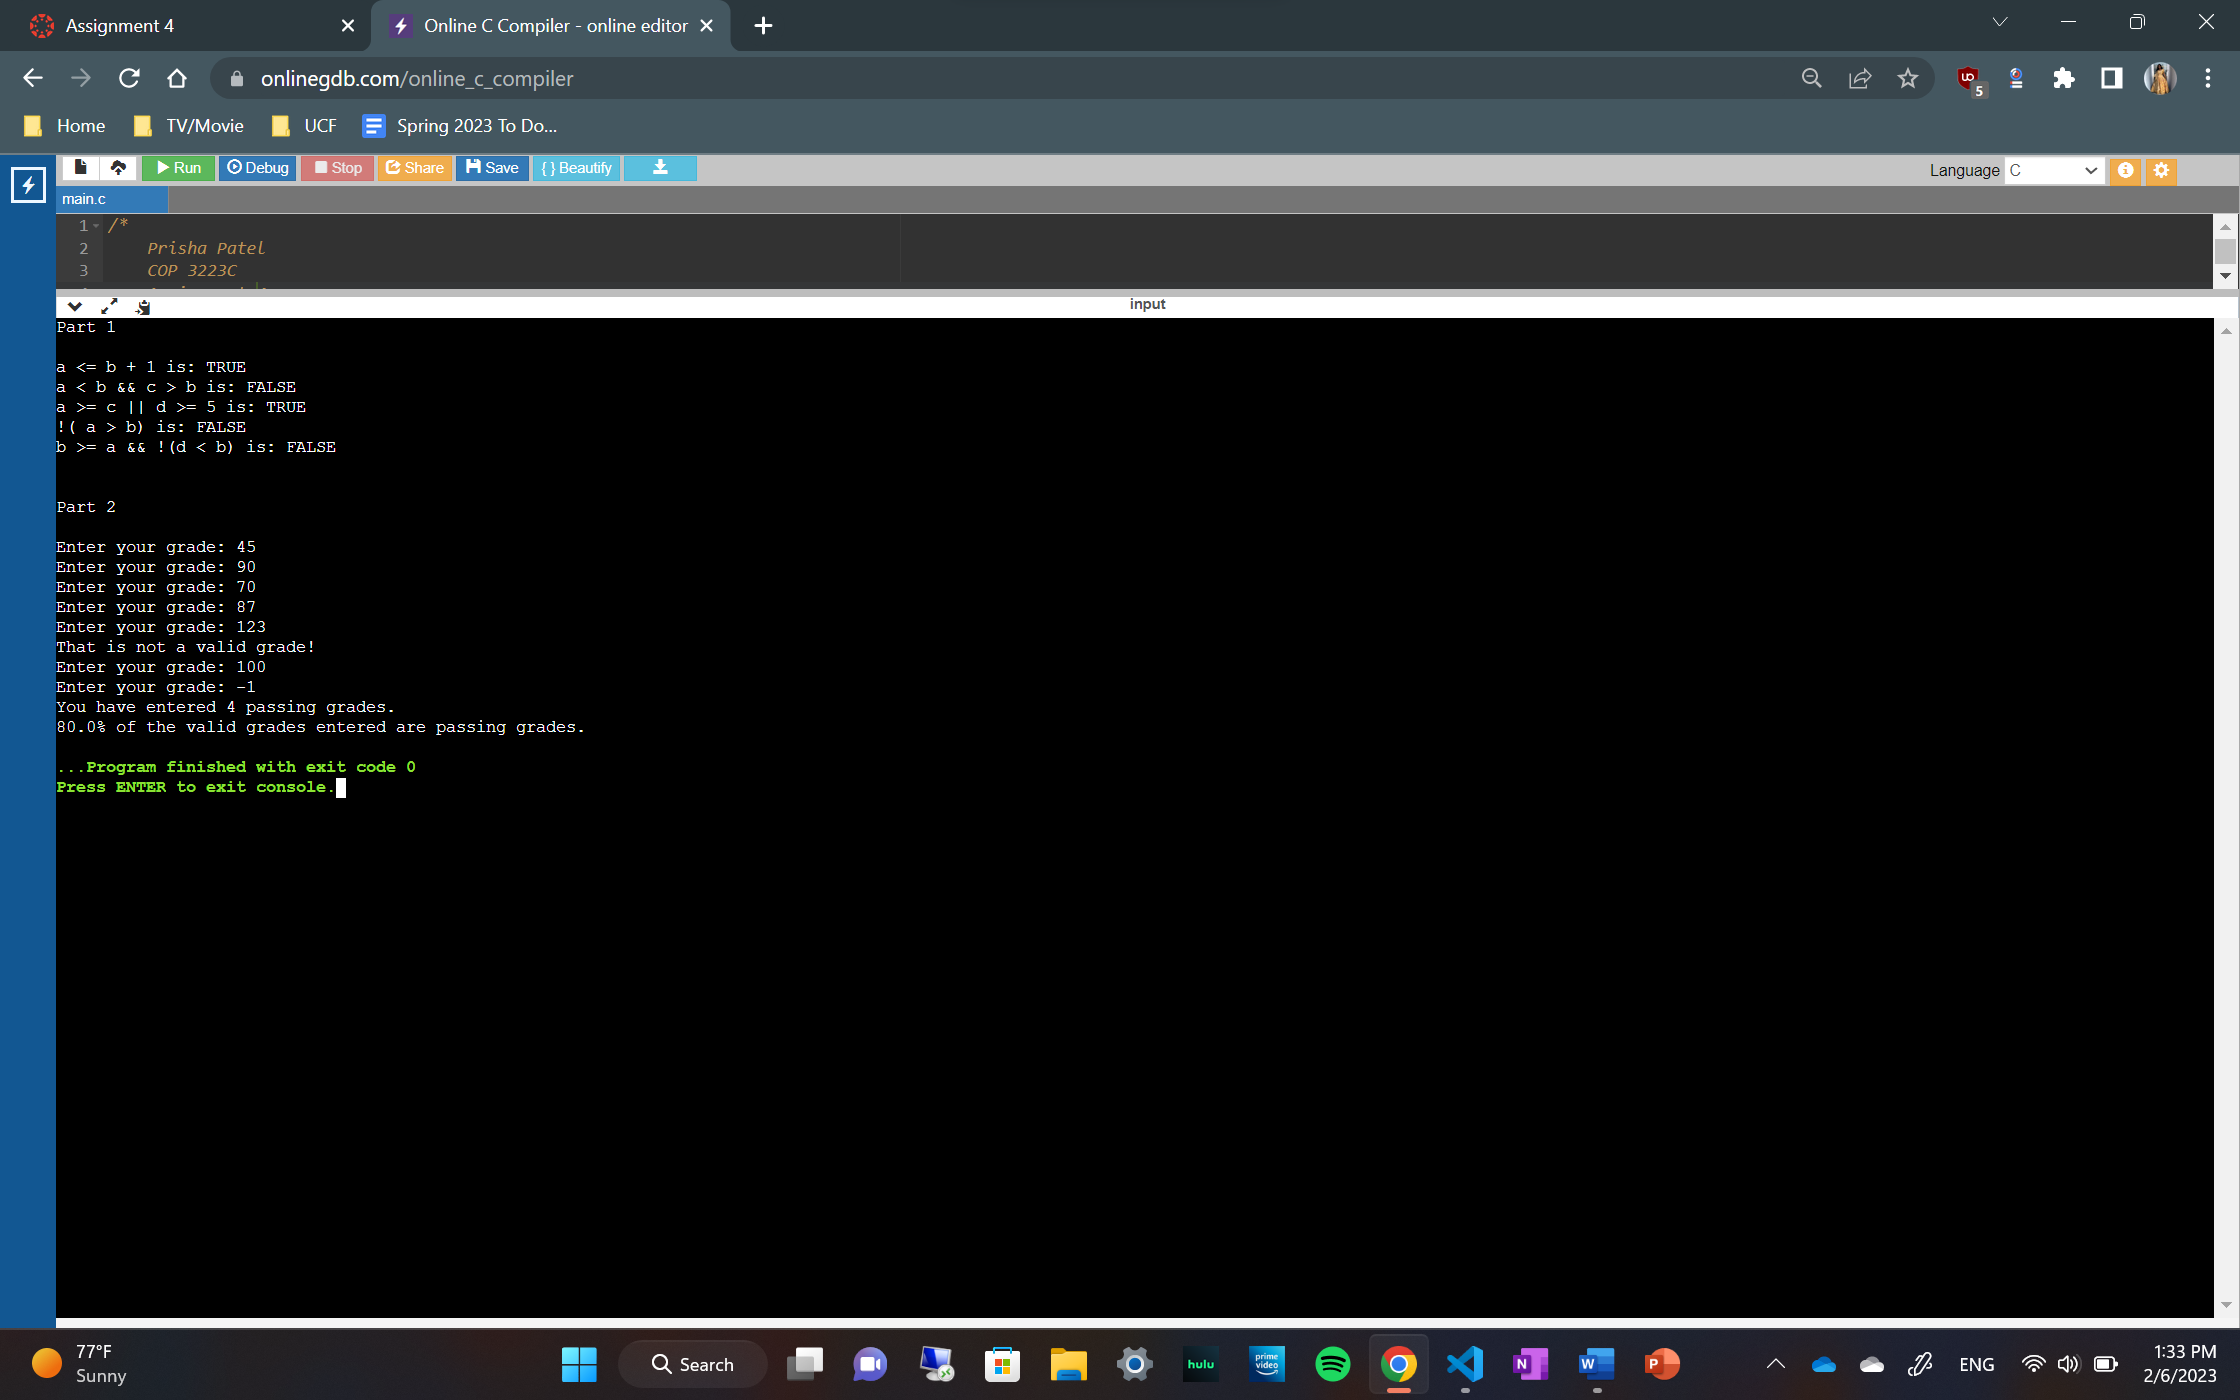 Assignment 4
Online C Compiler - online editor
onlinegdb.com/online_c_compiler
5
Home
TV/Movie
UCF
Spring 2023 To Do...
Run
Debug
Stop
Share
Save
{ } Beautify
Language C
main.c
1 /*
2 Prisha Patel
3 COP 3223C
input
Part 1
a <= b + 1 is: TRUE
a < b && c > b is: FALSE
a >= c || d >= 5 is: TRUE
!( a > b) is: FALSE
b >= a && !(d < b) is: FALSE
Part 2
Enter your grade: 45
Enter your grade: 90
Enter your grade: 70
Enter your grade: 87
Enter your grade: 123
That is not a valid grade!
Enter your grade: 100
Enter your grade: -1
You have entered 4 passing grades.
80.0% of the valid grades entered are passing grades.
...Program finished with exit code 0
Press ENTER to exit console.
77°F
Sunny
Search
hulu
prime video
N
W
P
ENG
1:33 PM
2/6/2023